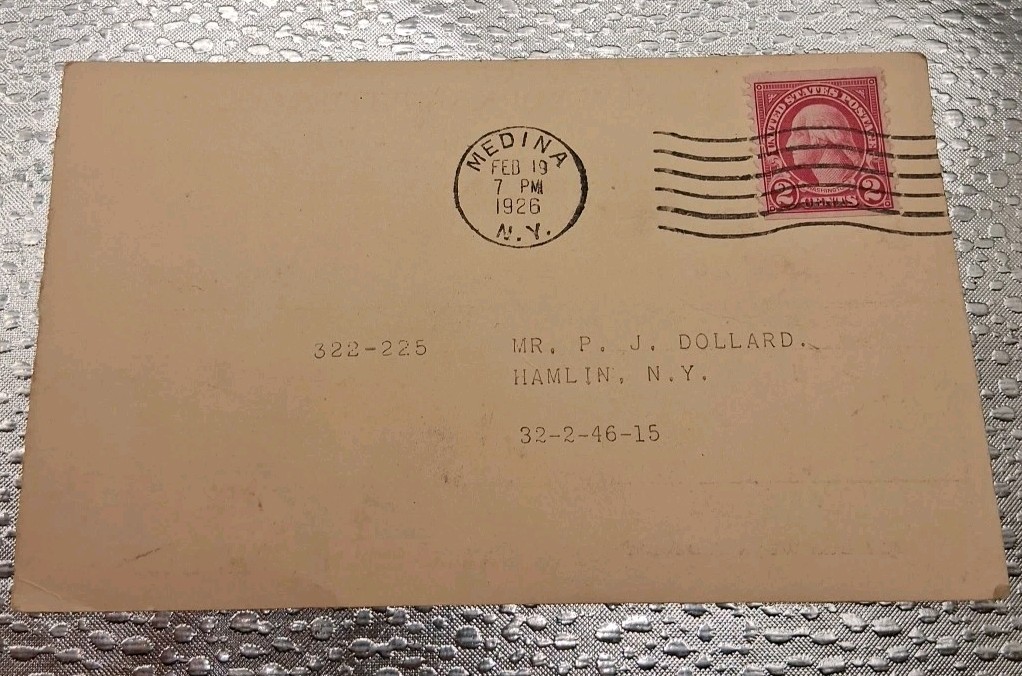 UNITED STATES POSTAGE
WASHINGTON
2 CENTS 2
MEDINA
FEB 19
7 PM
1926
N.Y.
322-225
MR. P. J. DOLLARD.
HAMLIN, N.Y.
32-2-46-15